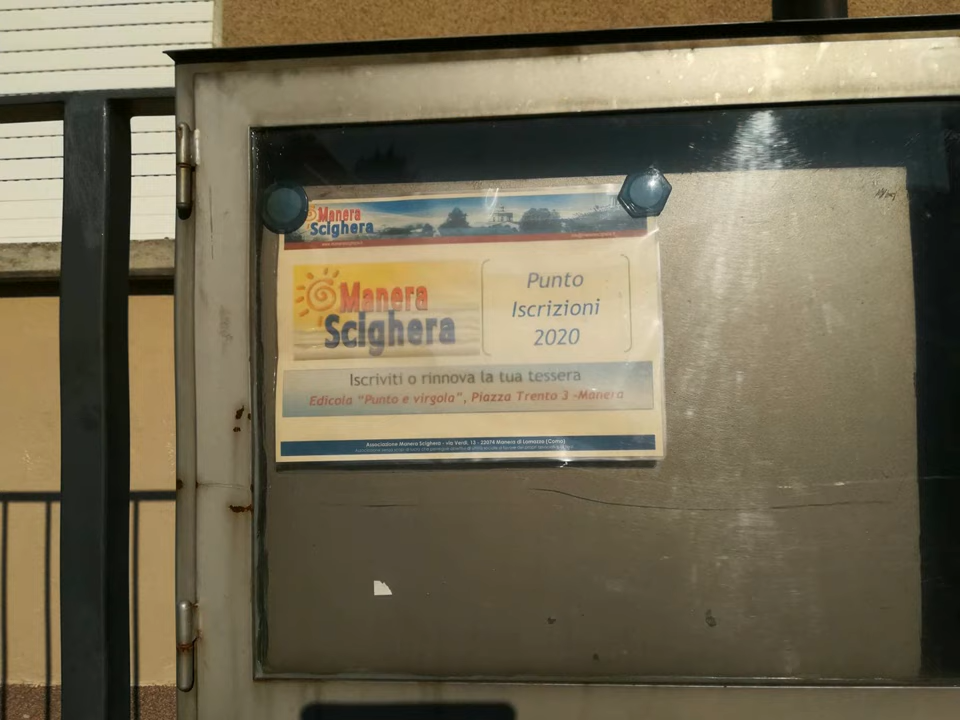 Manera
Scighera
Manera
Scighera
Punto
Iscrizioni
2020
Iscriviti o rinnova la tua tessera
Edicola "Punto e virgola", Piazza Trento 3 -Manera
Associazione Manera Scighera - via Verdi, 13 - 22074 Manera di Lomazzo (Como)